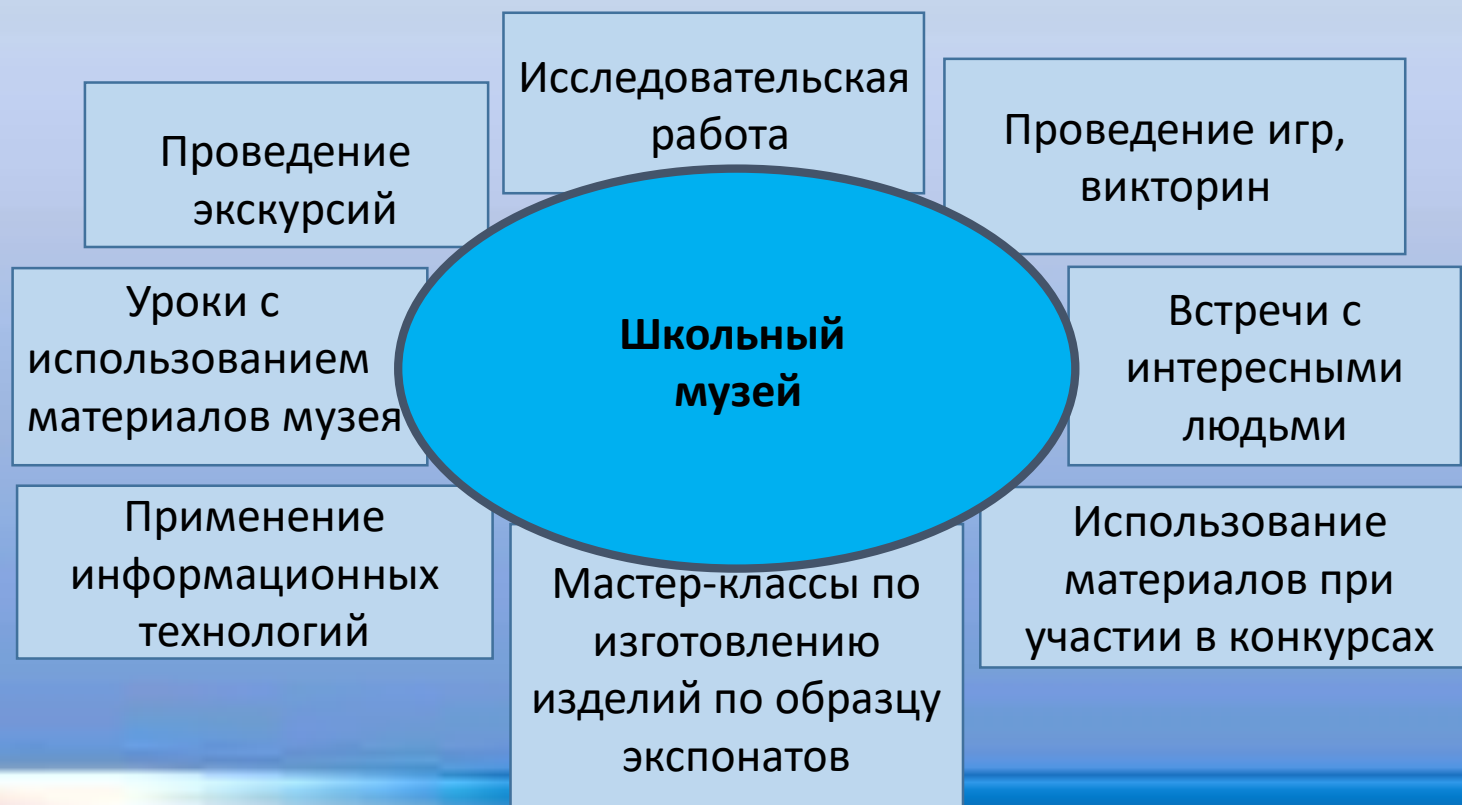 Исследовательская
работа
Проведение
экскурсий
Проведение игр,
викторин
Уроки с
использованием
материалов музея
Школьный
музей
Встречи с
интересными
людьми
Применение
информационных
технологий
Мастер-классы по
изготовлению
изделий по образцу
экспонатов
Использование
материалов при
участии в конкурсах